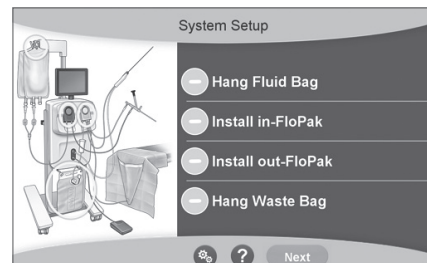 System Setup
Hang Fluid Bag
Install in-FloPak
Install out-FloPak
Hang Waste Bag
?
Next